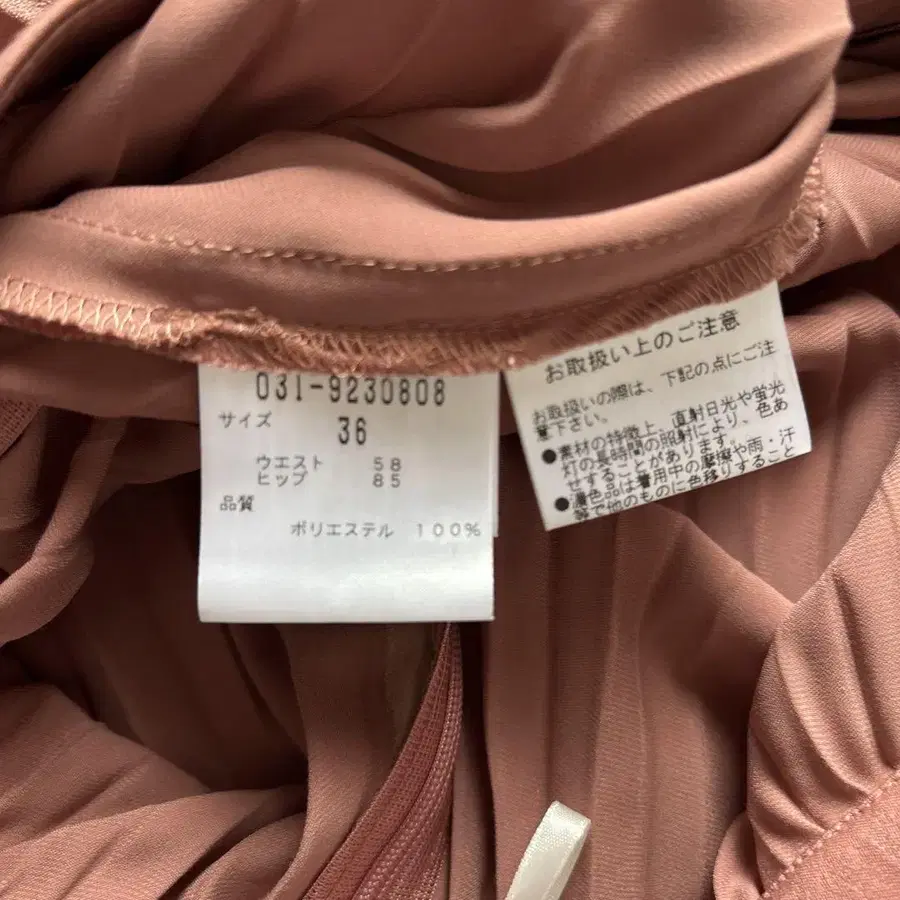 031-9230808
サイズ
36
ウエスト 58
ヒップ 85
品質
ポリエステル 100%
お取扱い上のご注意
お取扱いの際は、下記の点にご注
意下さい。
●素材の特徴上、直射日光や蛍光
灯の長時間の照射により、色あ
せすることがあります。
●濃色品は着用中の摩擦や雨・汗
等で他のものに色移りすること